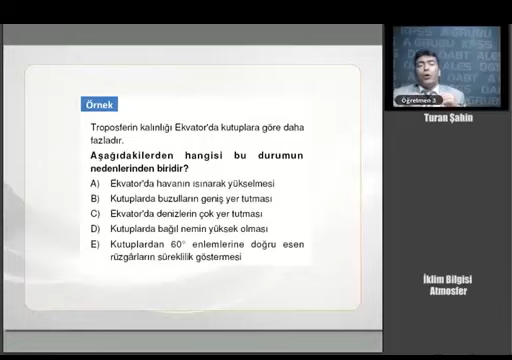 Örnek
Troposferin kalınlığı Ekvator'da kutuplara göre daha
fazladır.
Aşağıdakilerden hangisi bu durumun
nedenlerinden biridir?
A) Ekvator'da havanın ısınarak yükselmesi
B) Kutuplarda buzulların geniş yer tutması
C) Ekvator'da denizlerin çok yer tutması
D) Kutuplarda bağıl nemin yüksek olması
E) Kutuplardan 60° enlemlerine doğru esen
rüzgârların süreklilik göstermesi
Öğretmen 3
Turan Şahin
İklim Bilgisi
Atmosfer